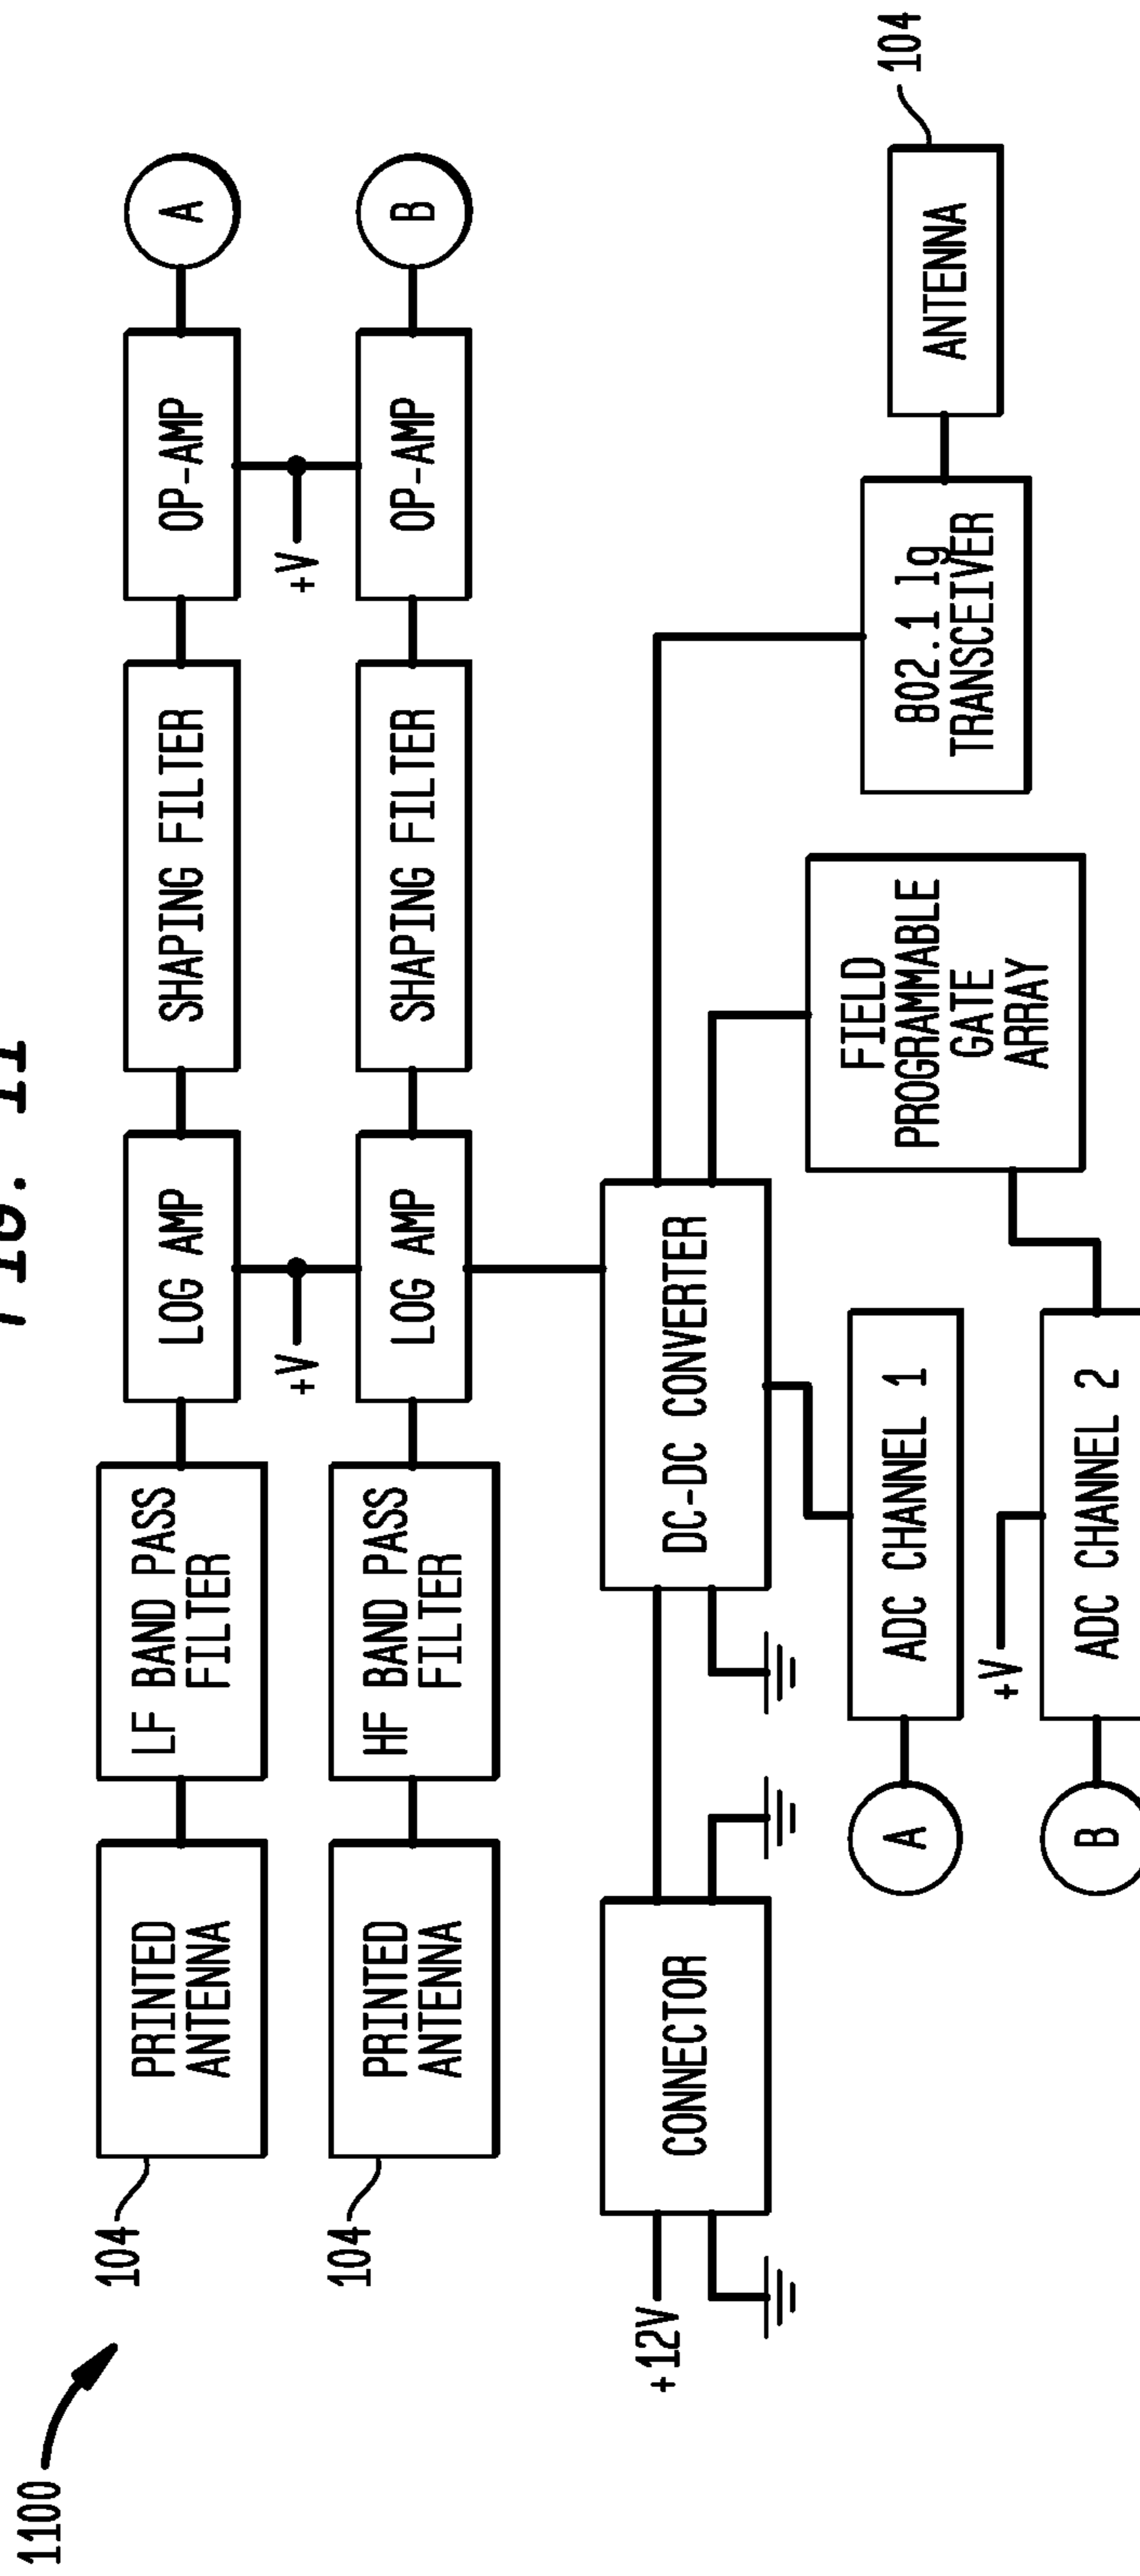 FIG. 11
1100
104
PRINTED
ANTENNA
LF BAND PASS
FILTER
LOG AMP
SHAPING FILTER
OP-AMP
A
+V
+V
104
PRINTED
ANTENNA
HF BAND PASS
FILTER
LOG AMP
SHAPING FILTER
OP-AMP
B
+12V
CONNECTOR
DC-DC CONVERTER
802.1 1g
TRANSCEIVER
ANTENNA
104
FIELD
PROGRAMMABLE
GATE
ARRAY
A
ADC CHANNEL 1
+V
B
ADC CHANNEL 2